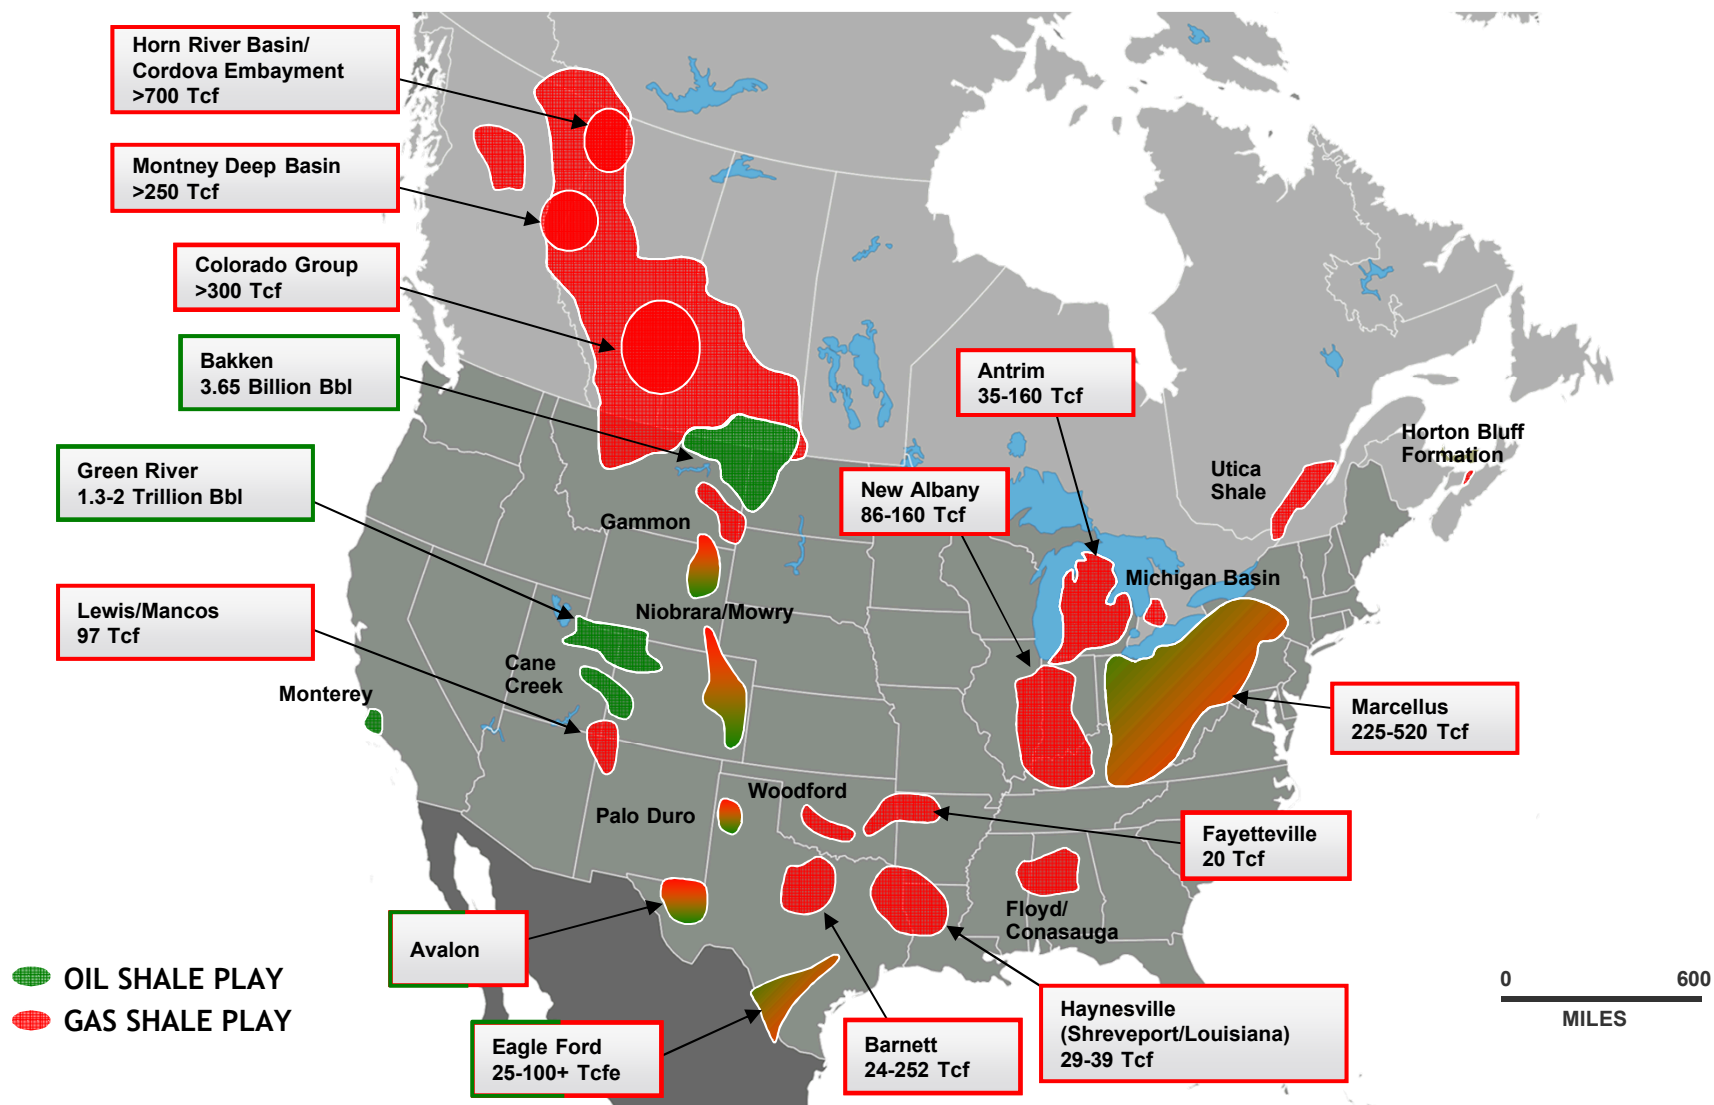 Horn River Basin/
Cordova Embayment
>700 Tcf
Montney Deep Basin
>250 Tcf
Colorado Group
>300 Tcf
Bakken
3.65 Billion Bbl
Green River
1.3-2 Trillion Bbl
Lewis/Mancos
97 Tcf
Monterey
Cane
Creek
Gammon
Niobrara/Mowry
Antrim
35-160 Tcf
New Albany
86-160 Tcf
Michigan Basin
Utica
Shale
Horton Bluff
Formation
Marcellus
225-520 Tcf
Woodford
Palo Duro
Fayetteville
20 Tcf
Floyd/
Conasauga
Avalon
Eagle Ford
25-100+ Tcfe
Barnett
24-252 Tcf
Haynesville
(Shreveport/Louisiana)
29-39 Tcf
OIL SHALE PLAY
GAS SHALE PLAY
0 600
MILES